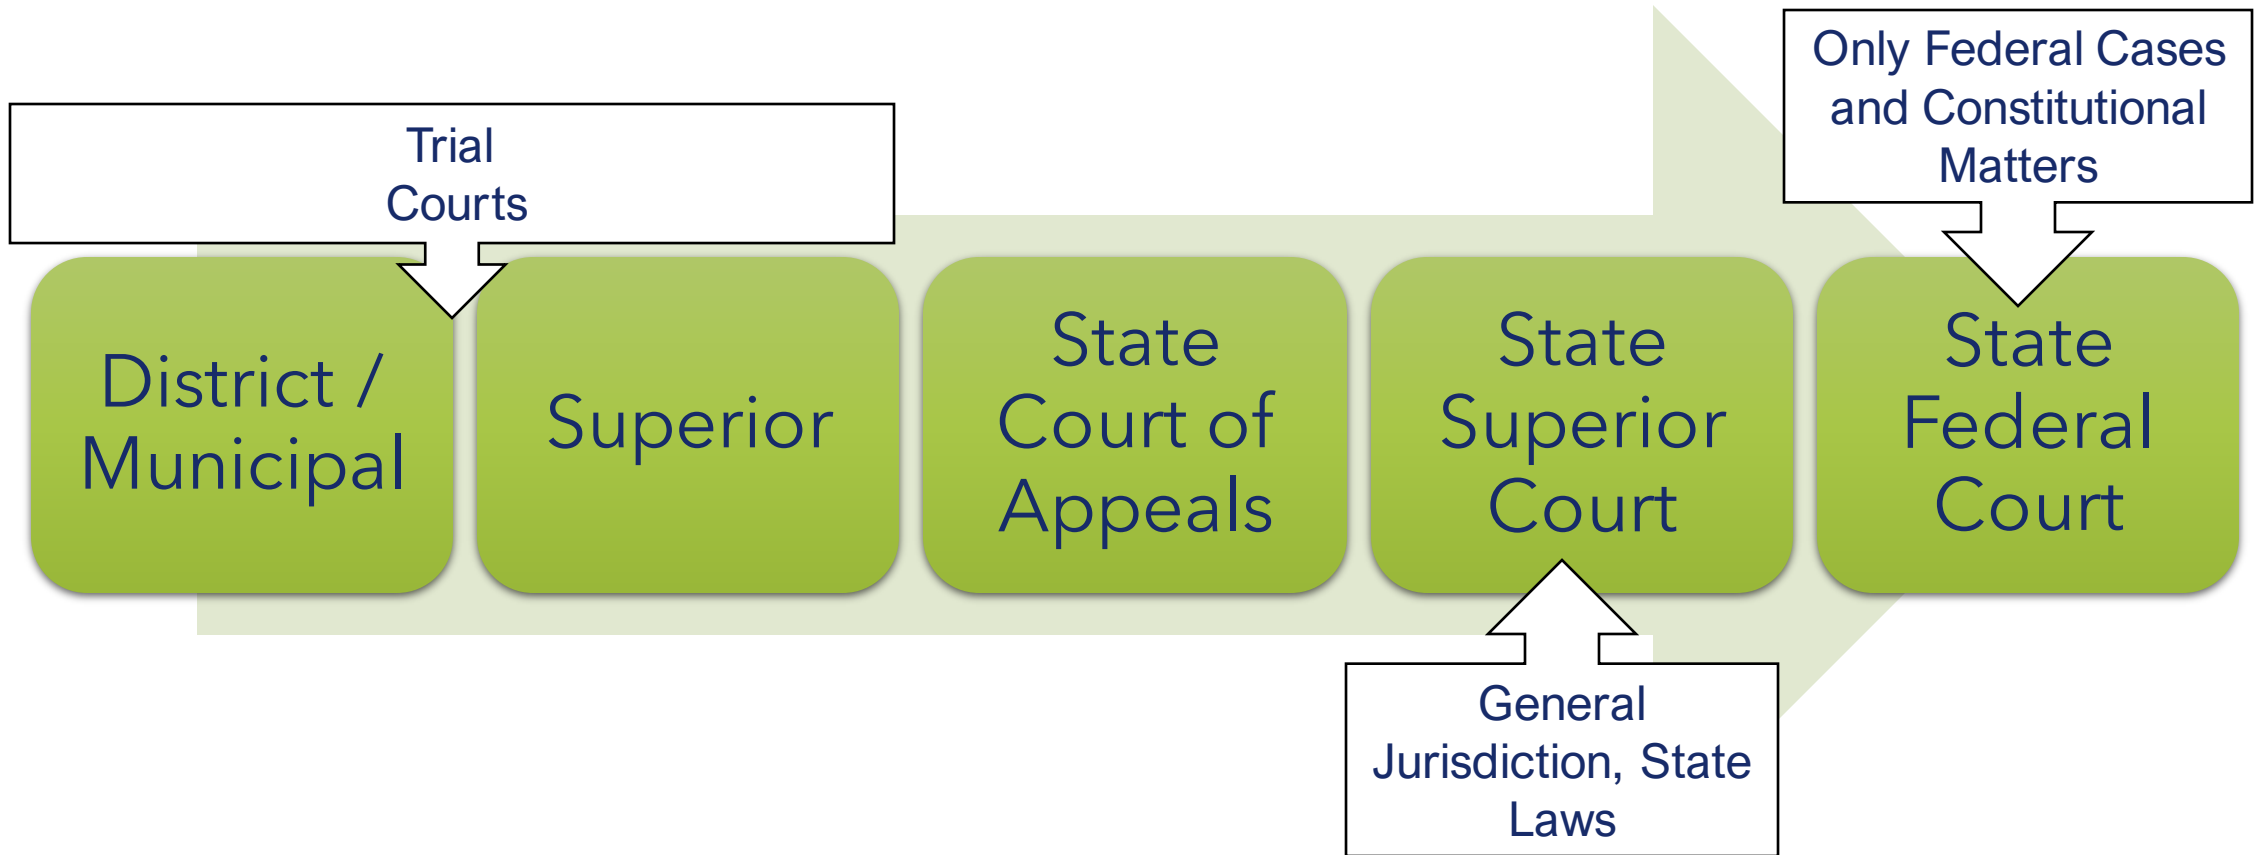 Only Federal Cases
and Constitutional
Matters
Trial
Courts
District /
Municipal
Superior
State
Court of
Appeals
State
Superior
Court
State
Federal
Court
General
Jurisdiction, State
Laws